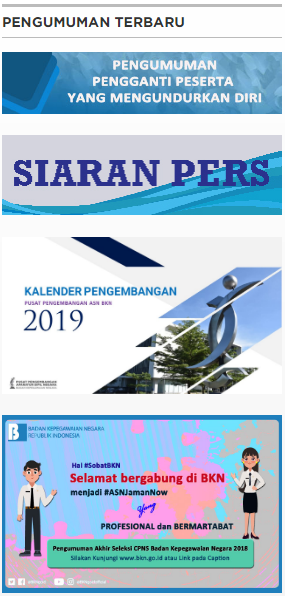 PENGUMUMAN TERBARU
PENGUMUMAN
PENGGANTI PESERTA
YANG MENGUNDURKAN DIRI
SIARAN PERS
KALENDER PENGEMBANGAN
PUSAT PENGEMBANGAN ASN BKN
2019
BADAN KEPEGAWAIAN NEGARA
REPUBLIK INDONESIA
Hai #SobatBKN
Selamat bergabung di BKN
menjadi #ASNJamanNow
Yang
PROFESIONAL dan BERMARTABAT
Pengumuman Akhir Seleksi CPNS Badan Kepegawaian Negara 2018
Silakan Kunjungi www.bkn.go.id atau Link pada Caption